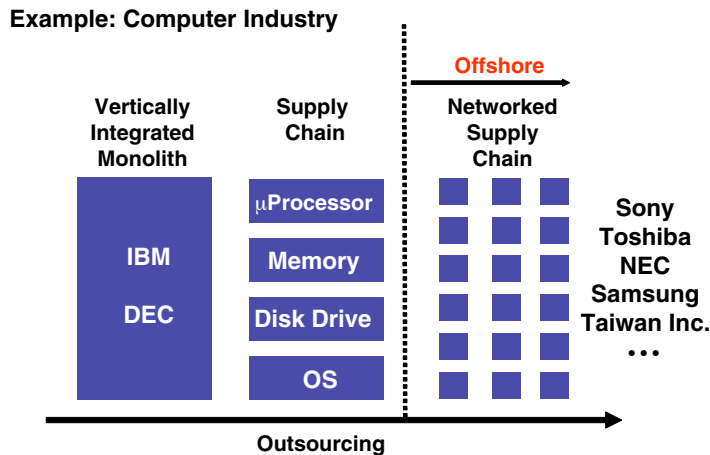 Example: Computer Industry
Offshore
Vertically
Integrated
Monolith
Supply
Chain
Networked
Supply
Chain
IBM
DEC
μProcessor
Memory
Disk Drive
OS
Sony
Toshiba
NEC
Samsung
Taiwan Inc.
...
Outsourcing